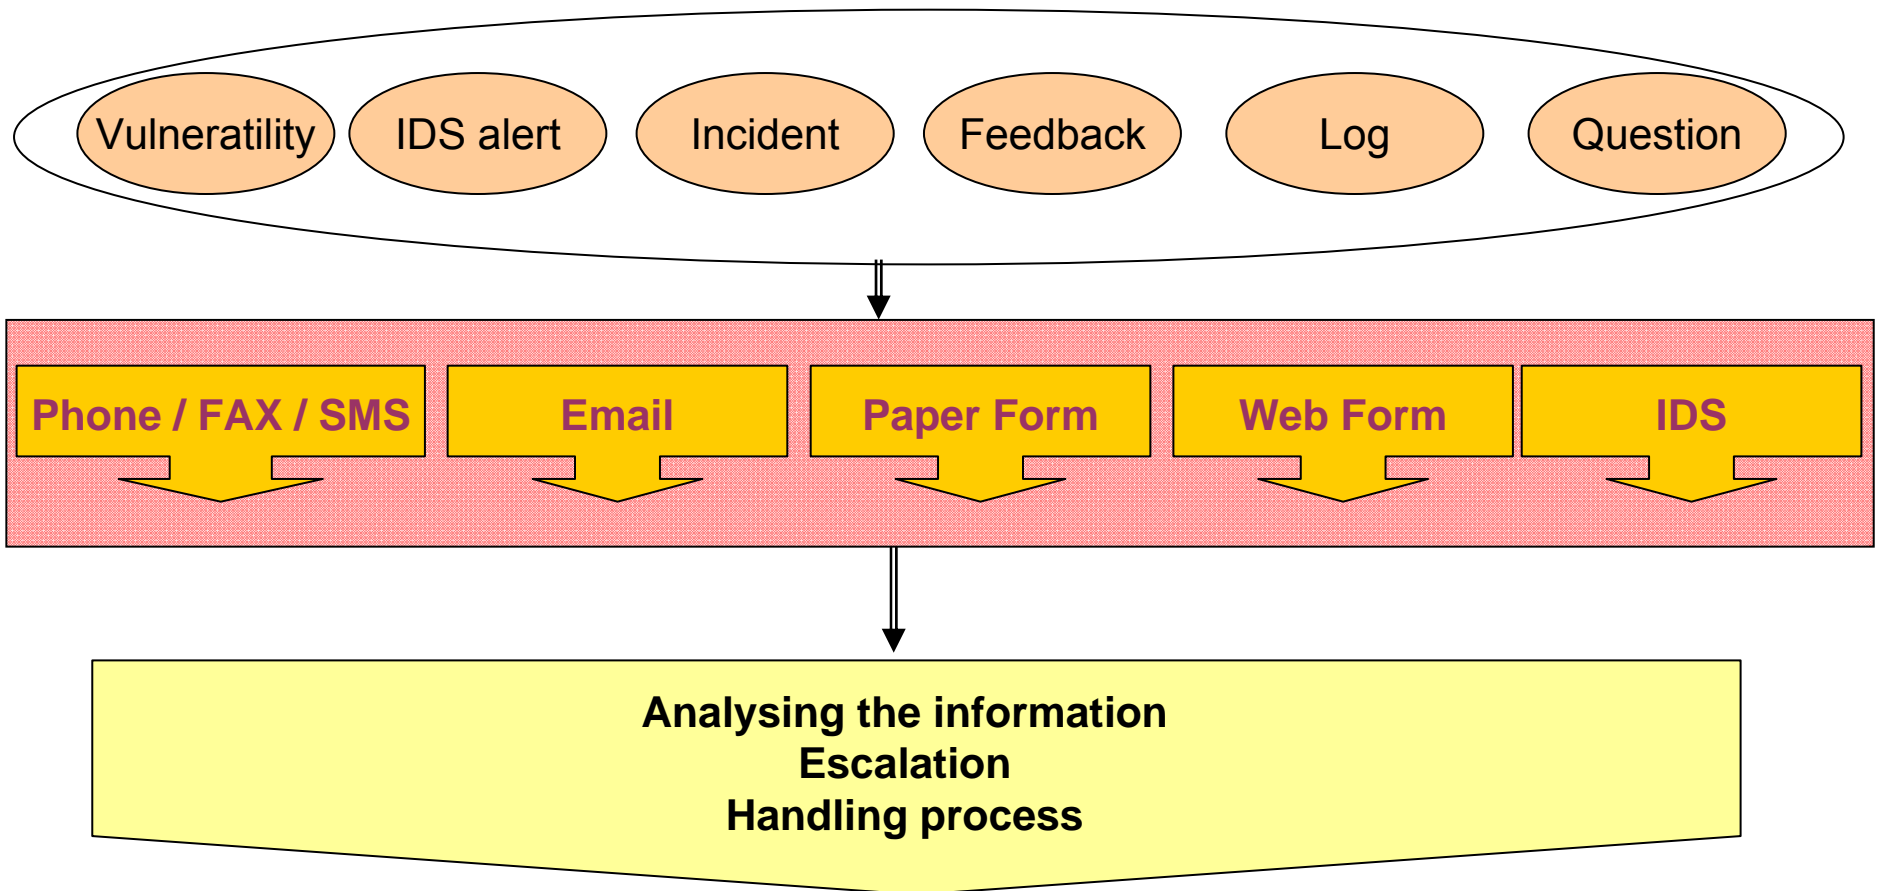 Vulneratility IDS alert Incident Feedback Log Question
Phone / FAX / SMS Email Paper Form Web Form IDS
Analysing the information
Escalation
Handling process